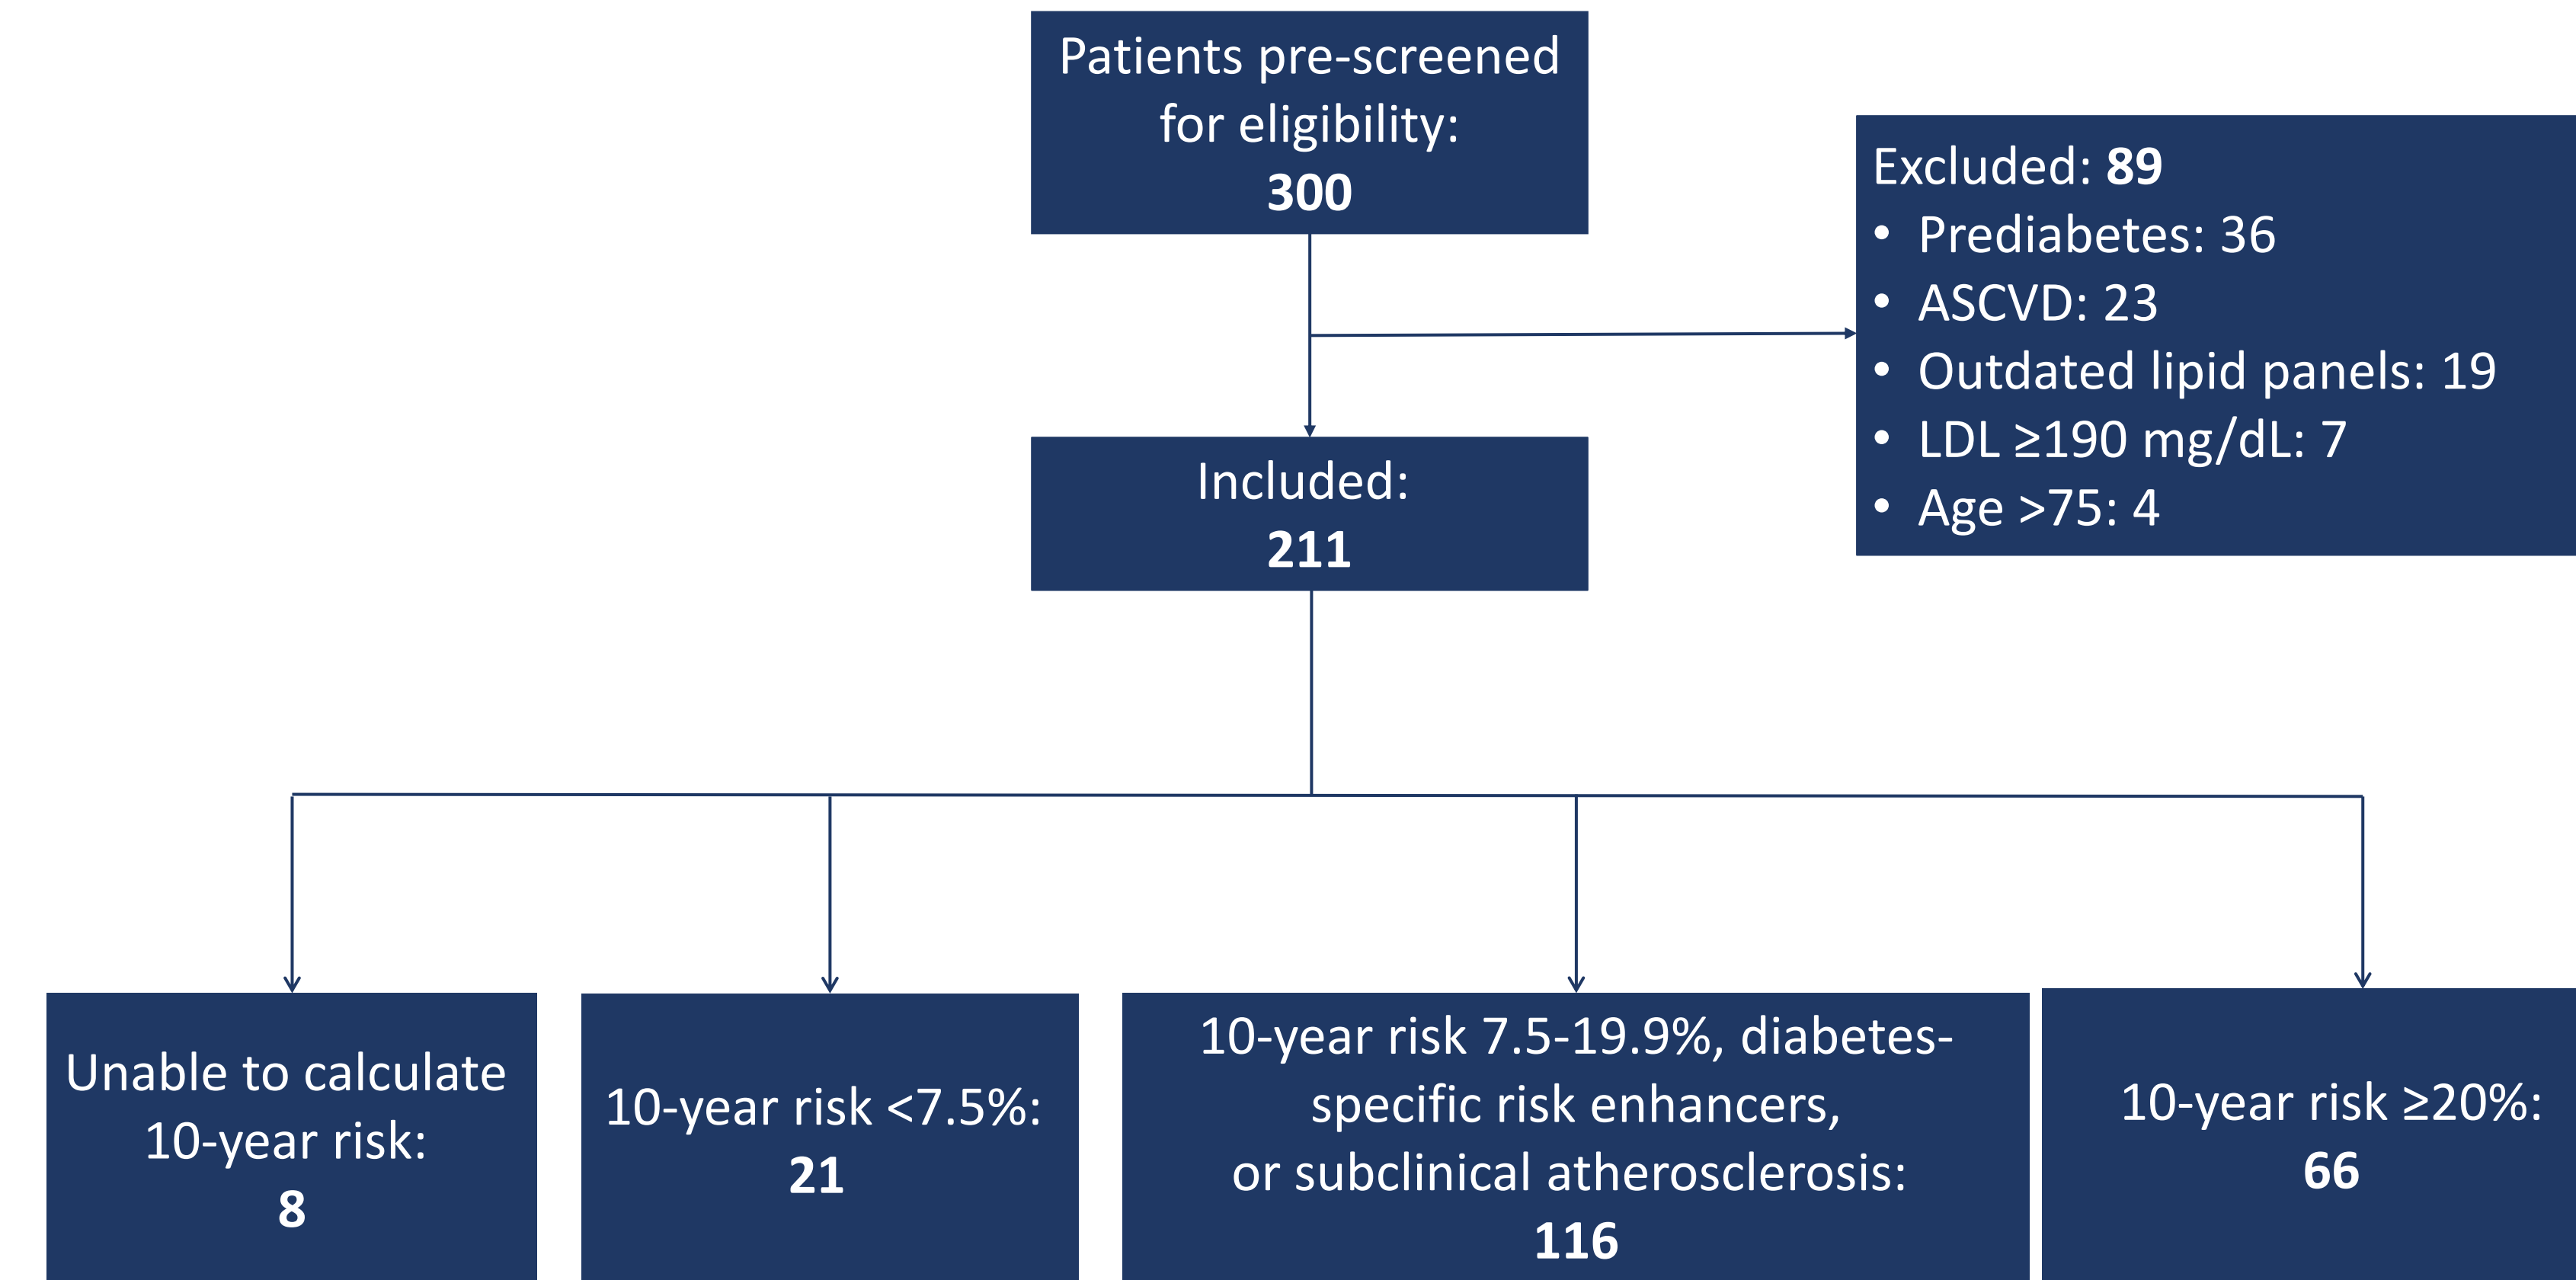 Patients pre-screened
for eligibility:
300
Excluded: 89
• Prediabetes: 36
• ASCVD: 23
• Outdated lipid panels: 19
• LDL ≥190 mg/dL: 7
• Age >75: 4
Included:
211
Unable to calculate
10-year risk:
8
10-year risk <7.5%:
21
10-year risk 7.5-19.9%, diabetes-
specific risk enhancers,
or subclinical atherosclerosis:
116
10-year risk ≥20%:
66